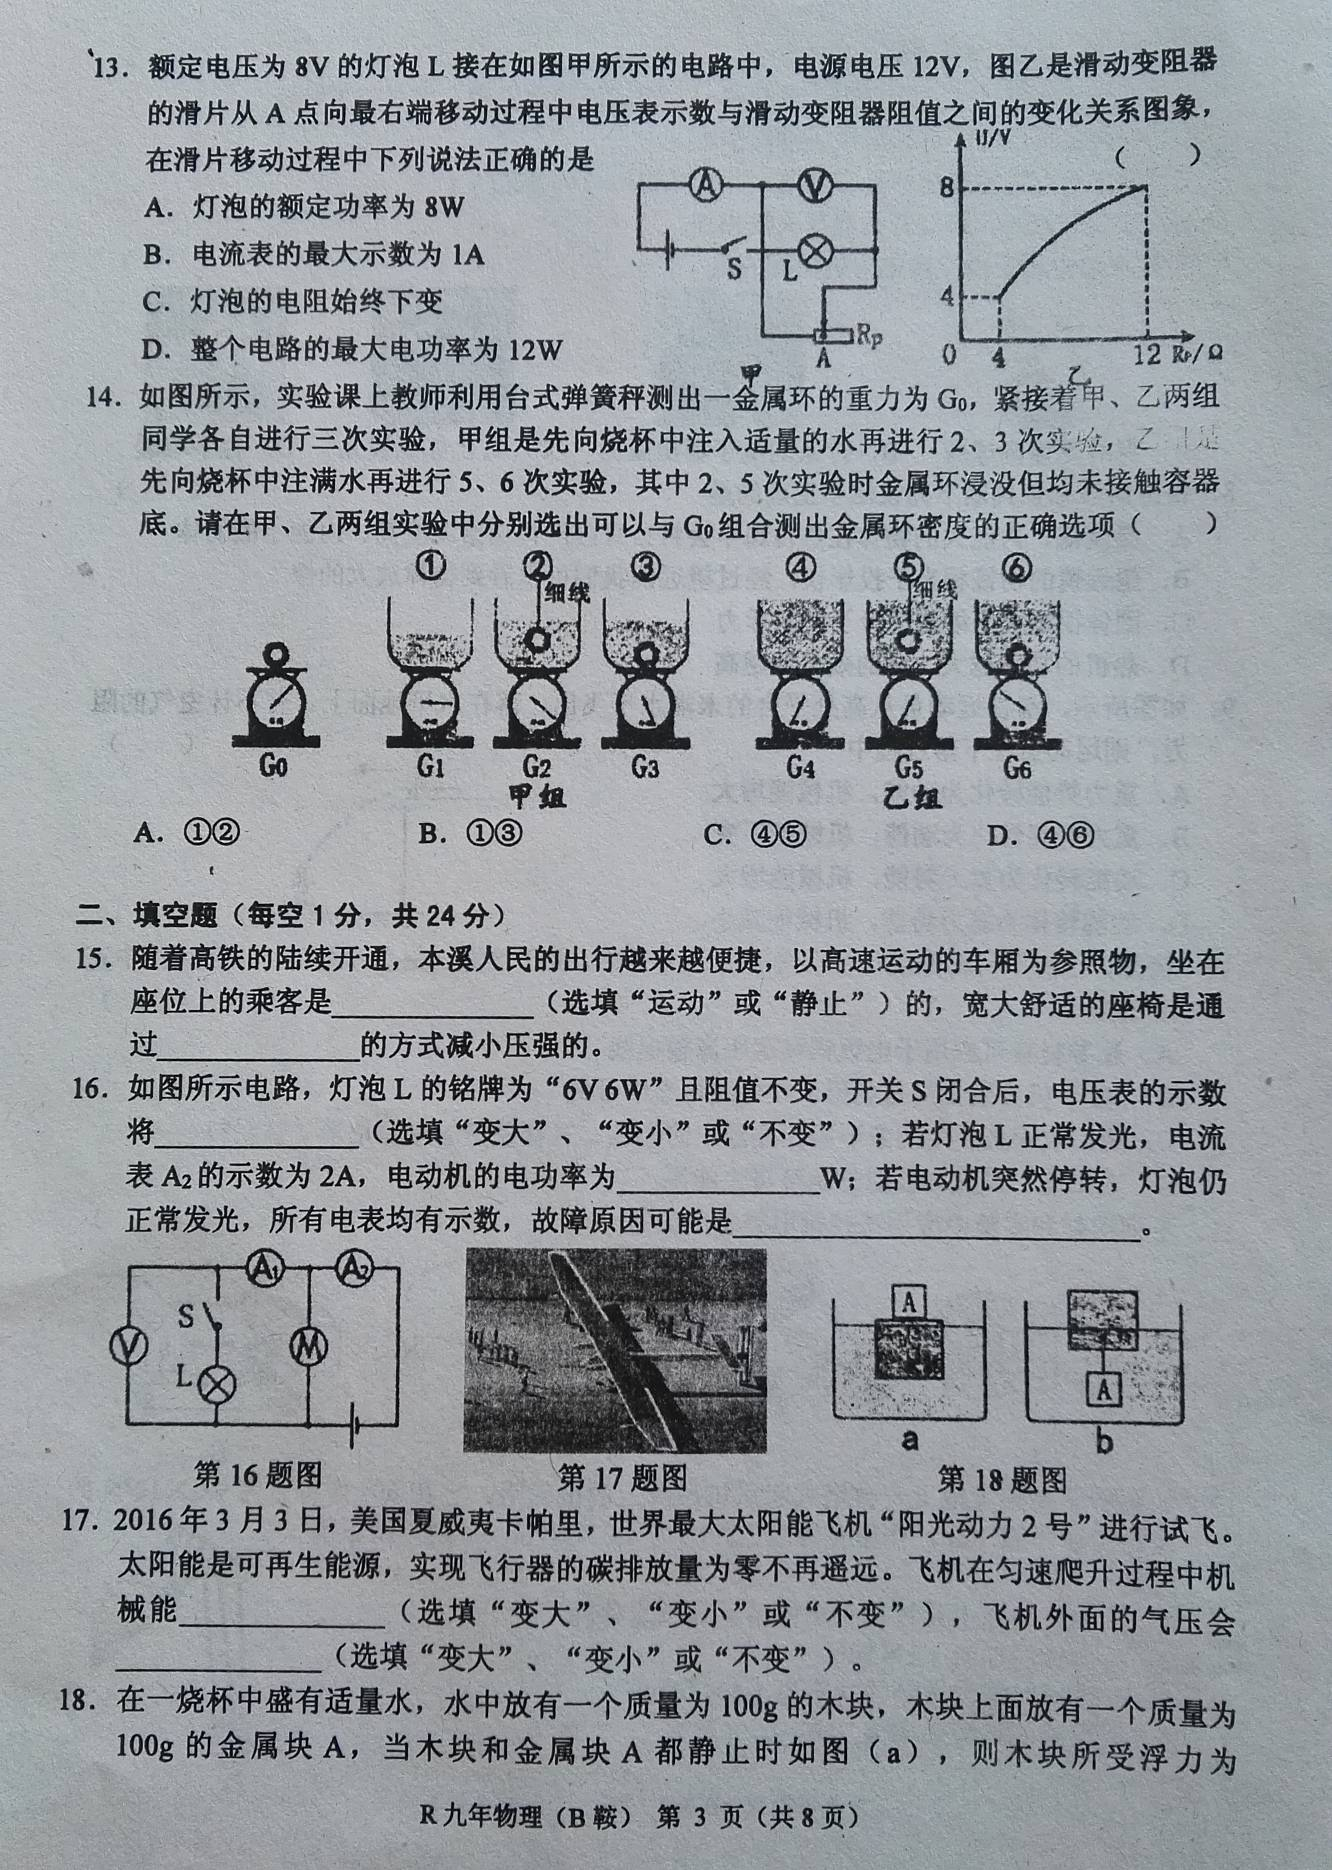 13．额定电压为 8V 的灯泡 L 接在如图甲所示的电路中，电源电压 12V，图乙是滑动变阻器
的滑片从 A 点向最右端移动过程中电压表示数与滑动变阻器阻值之间的变化关系图象，
在滑片移动过程中下列说法正确的是（　　）
A．灯泡的额定功率为 8W
B．电流表的最大示数为 1A
C．灯泡的电阻始终下变
D．整个电路的最大电功率为 12W
A V S L Rp A 甲
U/V 8 4 0 4 12 Rp/Ω 乙
14．如图所示，实验课上教师利用台式弹簧秤测出一金属环的重力为 G₀，紧接着甲、乙两组
同学各自进行三次实验，甲组是先向烧杯中注入适量的水再进行 2、3 次实验，乙 是
先向烧杯中注满水再进行 5、6 次实验，其中 2、5 次实验时金属环浸没但均未接触容器
底。请在甲、乙两组实验中分别选出可以与 G₀ 组合测出金属环密度的正确选项（　　）
① ② ③ ④ ⑤ ⑥
细线 细线
G0 G1 G2 G3 G4 G5 G6
甲组 乙组
A．①② B．①③ C．④⑤ D．④⑥
二、填空题（每空 1 分，共 24 分）
15．随着高铁的陆续开通，本溪人民的出行越来越便捷，以高速运动的车厢为参照物，坐在
座位上的乘客是______（选填“运动”或“静止”）的，宽大舒适的座椅是通
过______的方式减小压强的。
16．如图所示电路，灯泡 L 的铭牌为“6V 6W”且阻值不变，开关 S 闭合后，电压表的示数
将______（选填“变大”、“变小”或“不变”）；若灯泡 L 正常发光，电流
表 A₂ 的示数为 2A，电动机的电功率为______W；若电动机突然停转，灯泡仍
正常发光，所有电表均有示数，故障原因可能是______。
A₁ A₂ S V M L
A A
a b
第 16 题图 第 17 题图 第 18 题图
17．2016 年 3 月 3 日，美国夏威夷卡帕里，世界最大太阳能飞机“阳光动力 2 号”进行试飞。
太阳能是可再生能源，实现飞行器的碳排放量为零不再遥远。飞机在匀速爬升过程中机
械能______（选填“变大”、“变小”或“不变”），飞机外面的气压会
______（选填“变大”、“变小”或“不变”）。
18．在一烧杯中盛有适量水，水中放有一个质量为 100g 的木块，木块上面放有一个质量为
100g 的金属块 A，当木块和金属块 A 都静止时如图（a），则木块所受浮力为
R 九年物理（B 鞍） 第 3 页（共 8 页）